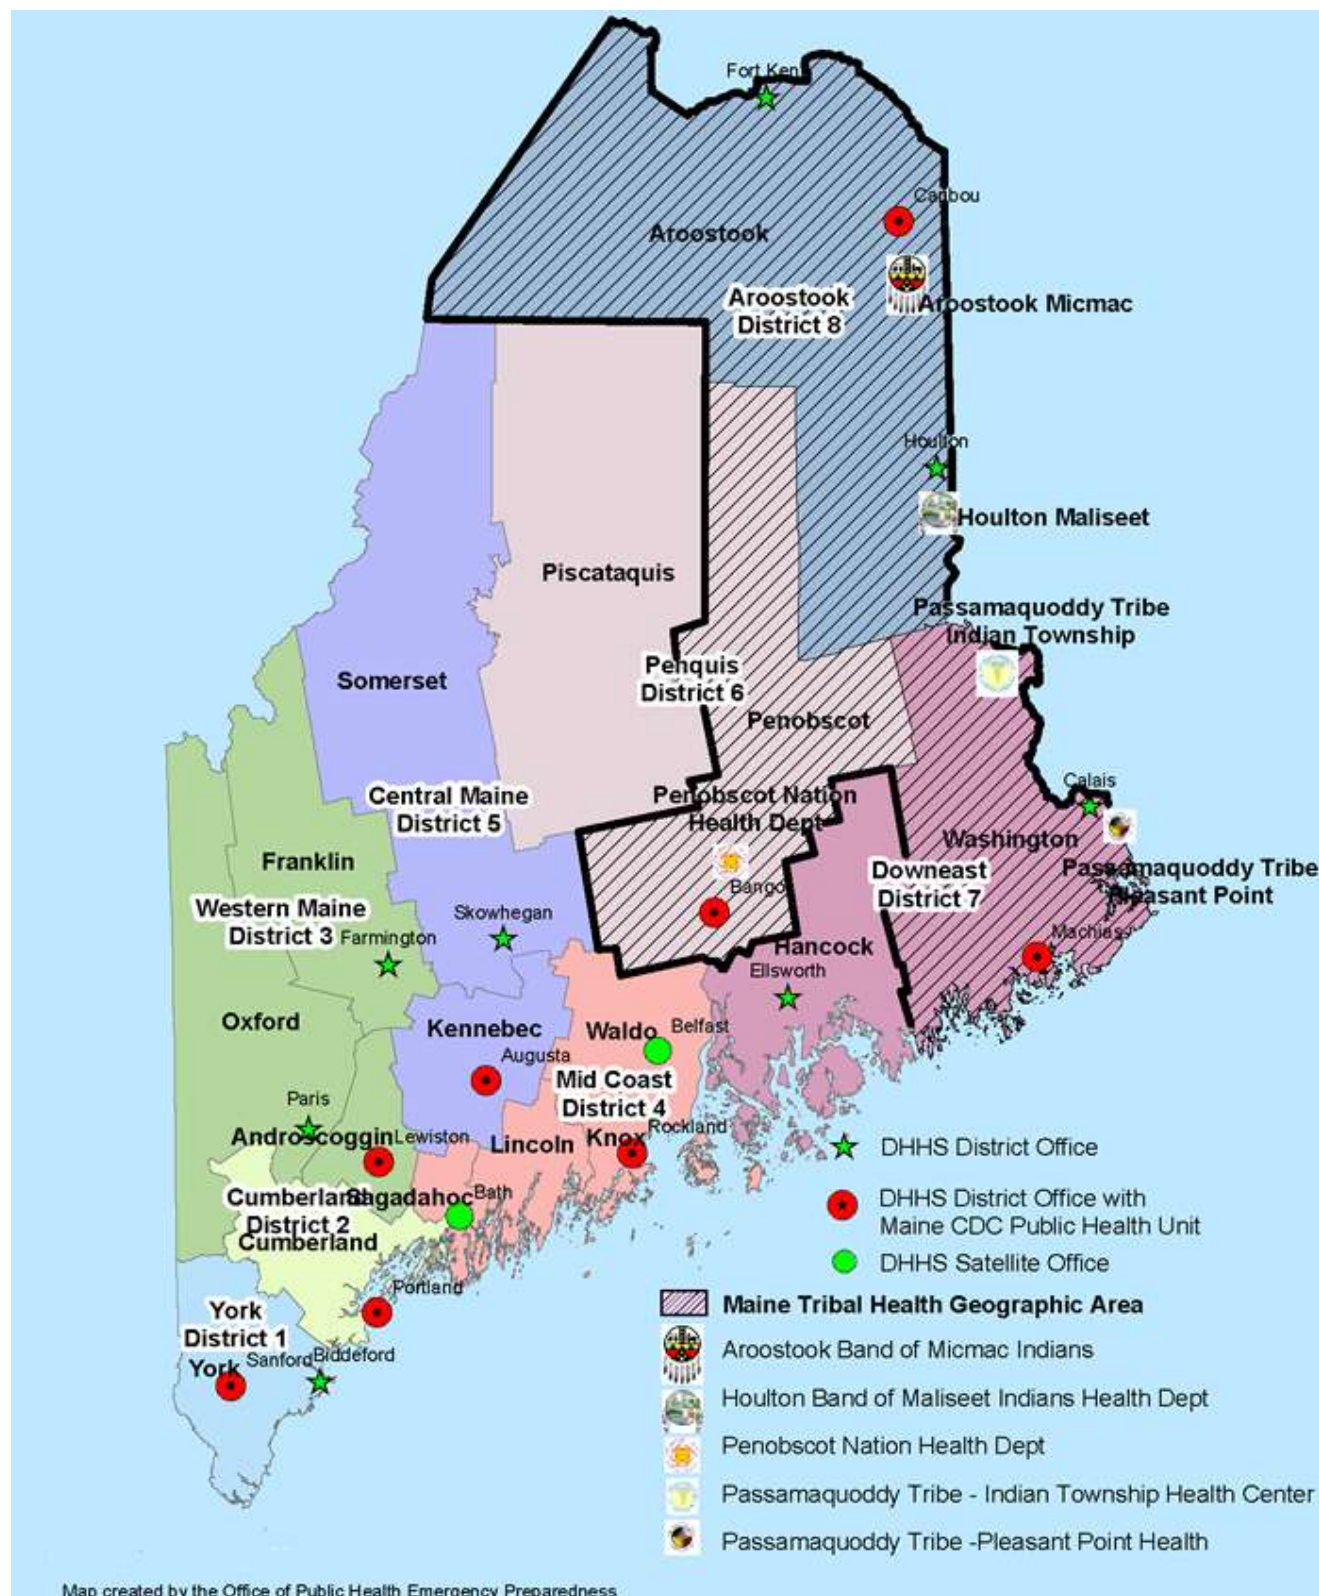 Fort Ken
Caribou
Aroostook
Aroostook
District 8
Aroostook Micmac
Houlton
Houlton Maliseet
Piscataquis
Passamaquoddy Tribe
Indian Township
Penquis
District 6
Somerset
Penobscot
Calais
Central Maine
District 5
Penobscot Nation
Health Dept
Washington
Franklin
Downeast
District 7
Passamaquoddy Tribe
Pleasant Point
Bangor
Western Maine
District 3
Skowhegan
Farmington
Machias
Hancock
Ellsworth
Oxford
Kennebec
Waldo
Belfast
Augusta
Mid Coast
District 4
Paris
Androscoggin
Lewiston
Lincoln
Knox
Rockland
DHHS District Office
Cumberland
District 2
Sagadahoc
Bath
DHHS District Office with
Maine CDC Public Health Unit
Cumberland
DHHS Satellite Office
Portland
Maine Tribal Health Geographic Area
York
District 1
York
Sanford
Biddeford
Aroostook Band of Micmac Indians
Houlton Band of Maliseet Indians Health Dept
Penobscot Nation Health Dept
Passamaquoddy Tribe - Indian Township Health Center
Passamaquoddy Tribe -Pleasant Point Health
Map created by the Office of Public Health Emergency Preparedness